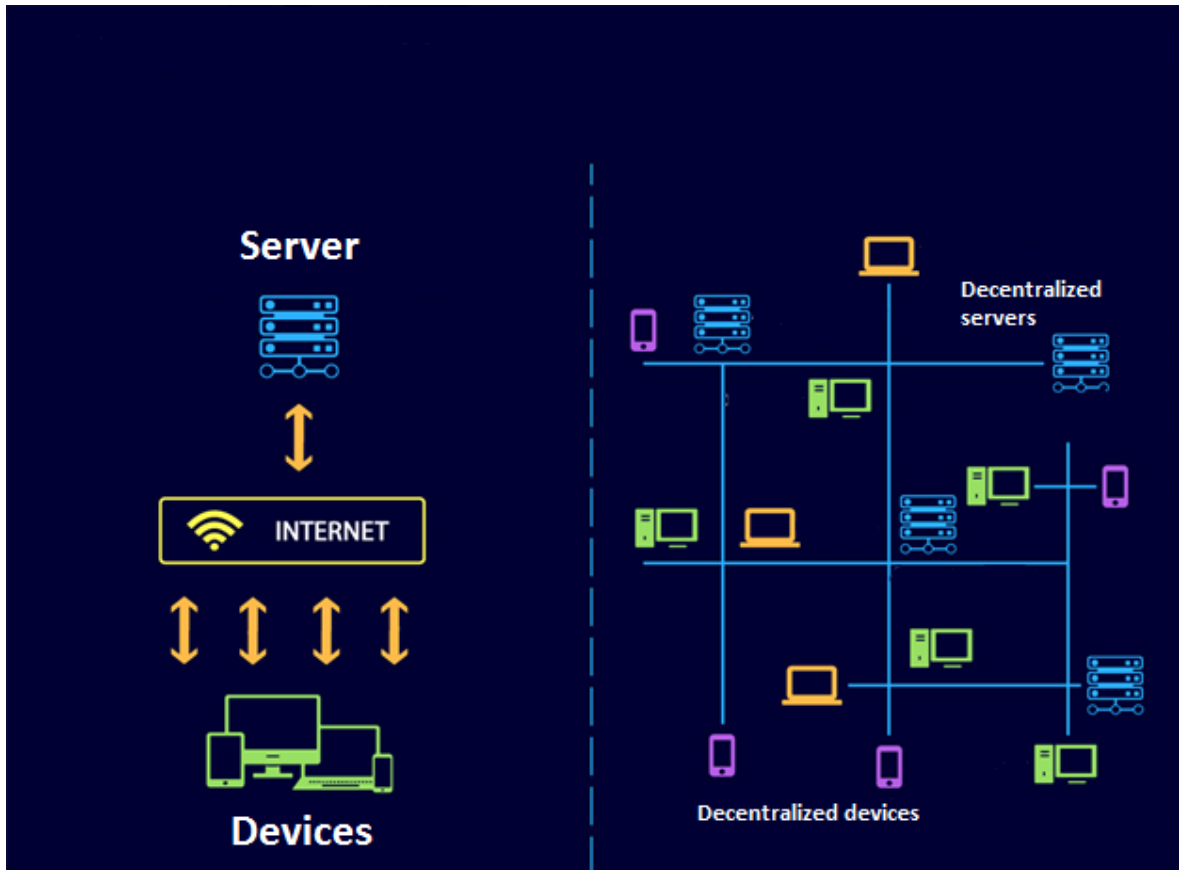 Server
INTERNET
Devices
Decentralized
servers
Decentralized devices